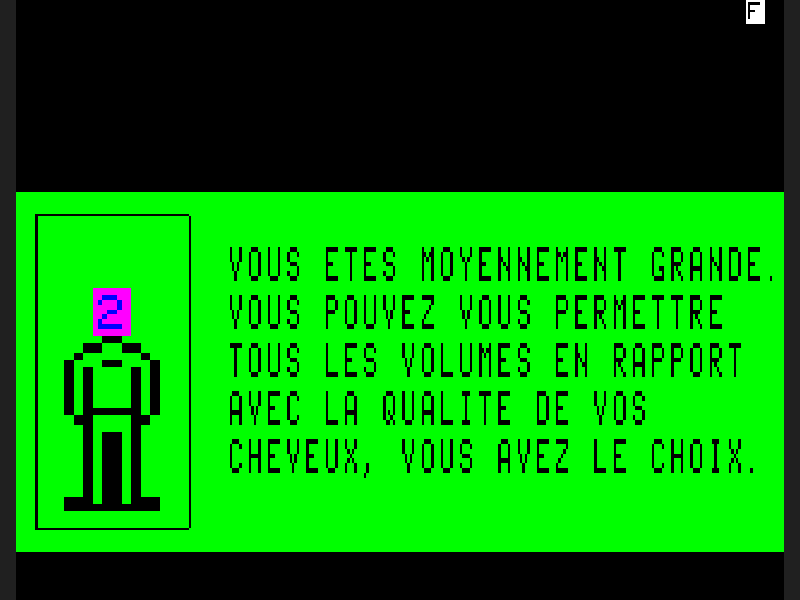 F
VOUS ETES MOYENNEMENT GRANDE.
2
VOUS POUVEZ VOUS PERMETTRE
TOUS LES VOLUMES EN RAPPORT
AVEC LA QUALITE DE VOS
CHEVEUX, VOUS AVEZ LE CHOIX.